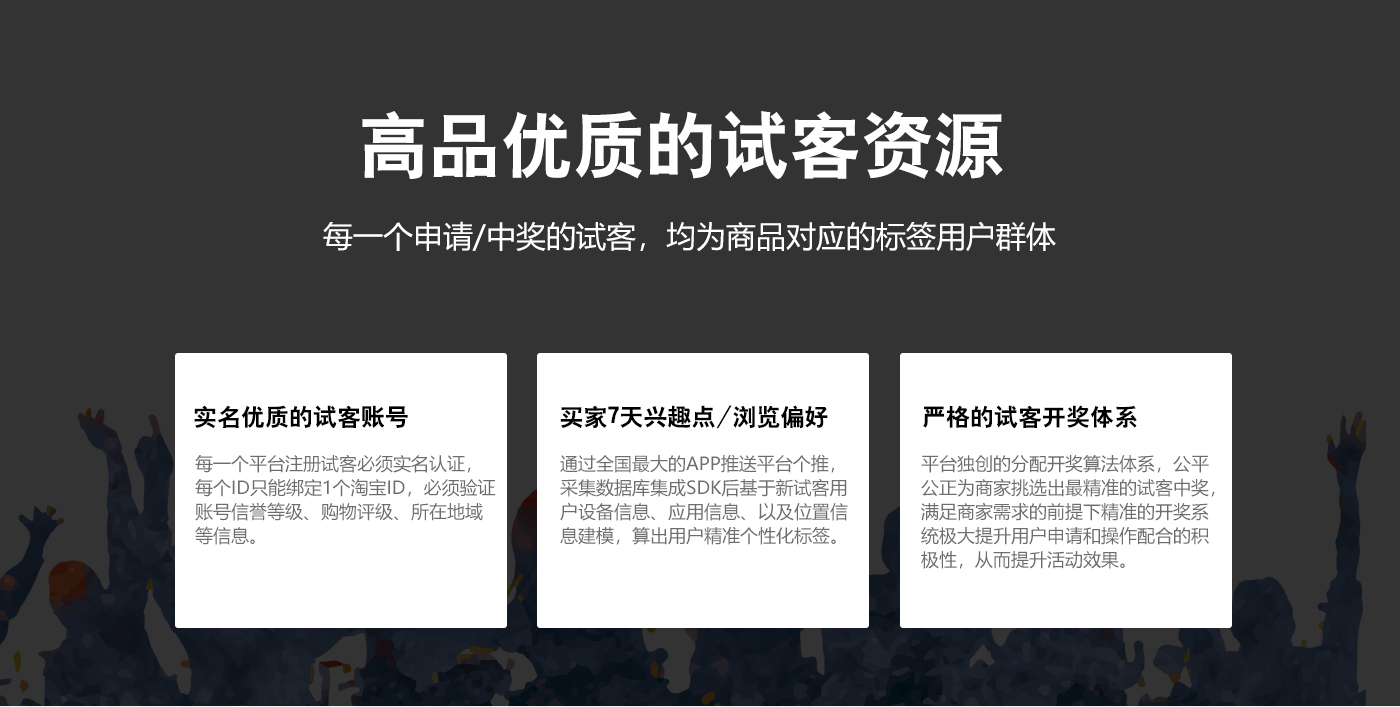 高品优质的试客资源
每一个申请/中奖的试客，均为商品对应的标签用户群体
实名优质的试客账号
每一个平台注册试客必须实名认证，
每个ID只能绑定1个淘宝ID，必须验证
账号信誉等级、购物评级、所在地域
等信息。
买家7天兴趣点/浏览偏好
通过全国最大的APP推送平台个推，
采集数据库集成SDK后基于新试客用
户设备信息、应用信息、以及位置信
息建模，算出用户精准个性化标签。
严格的试客开奖体系
平台独创的分配开奖算法体系，公平
公正为商家挑选出最精准的试客中奖，
满足商家需求的前提下精准的开奖系
统极大提升用户申请和操作配合的积
极性，从而提升活动效果。